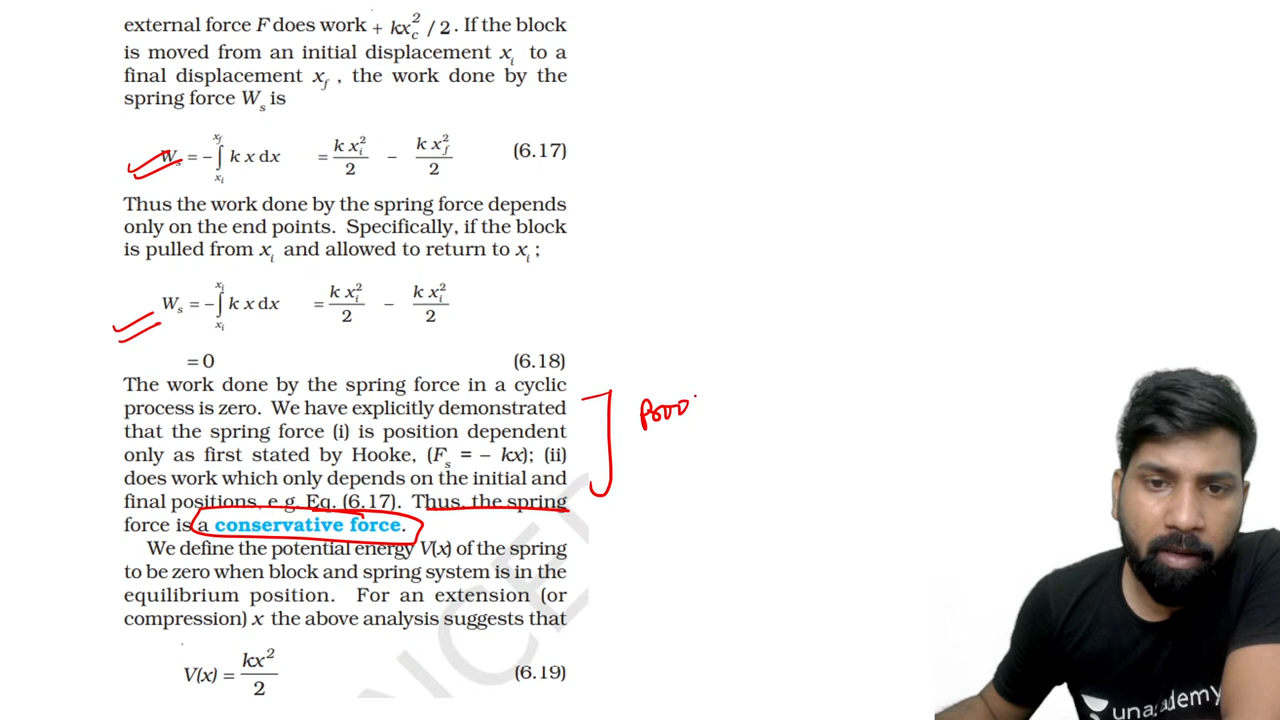 external force F does work + kx_c^2 / 2. If the block
is moved from an initial displacement x_i to a
final displacement x_f , the work done by the
spring force W_s is
W_s = − ∫_{x_i}^{x_f} k x dx = k x_i^2 / 2 − k x_f^2 / 2 (6.17)
Thus the work done by the spring force depends
only on the end points. Specifically, if the block
is pulled from x_i and allowed to return to x_i ;
W_s = − ∫_{x_i}^{x_i} k x dx = k x_i^2 / 2 − k x_i^2 / 2
= 0 (6.18)
The work done by the spring force in a cyclic
process is zero. We have explicitly demonstrated
that the spring force (i) is position dependent
only as first stated by Hooke, (F_s = − kx); (ii)
does work which only depends on the initial and
final positions, e.g. Eq. (6.17). Thus, the spring
force is a conservative force.
We define the potential energy V(x) of the spring
to be zero when block and spring system is in the
equilibrium position. For an extension (or
compression) x the above analysis suggests that
V(x) = kx^2 / 2 (6.19)
unacademy